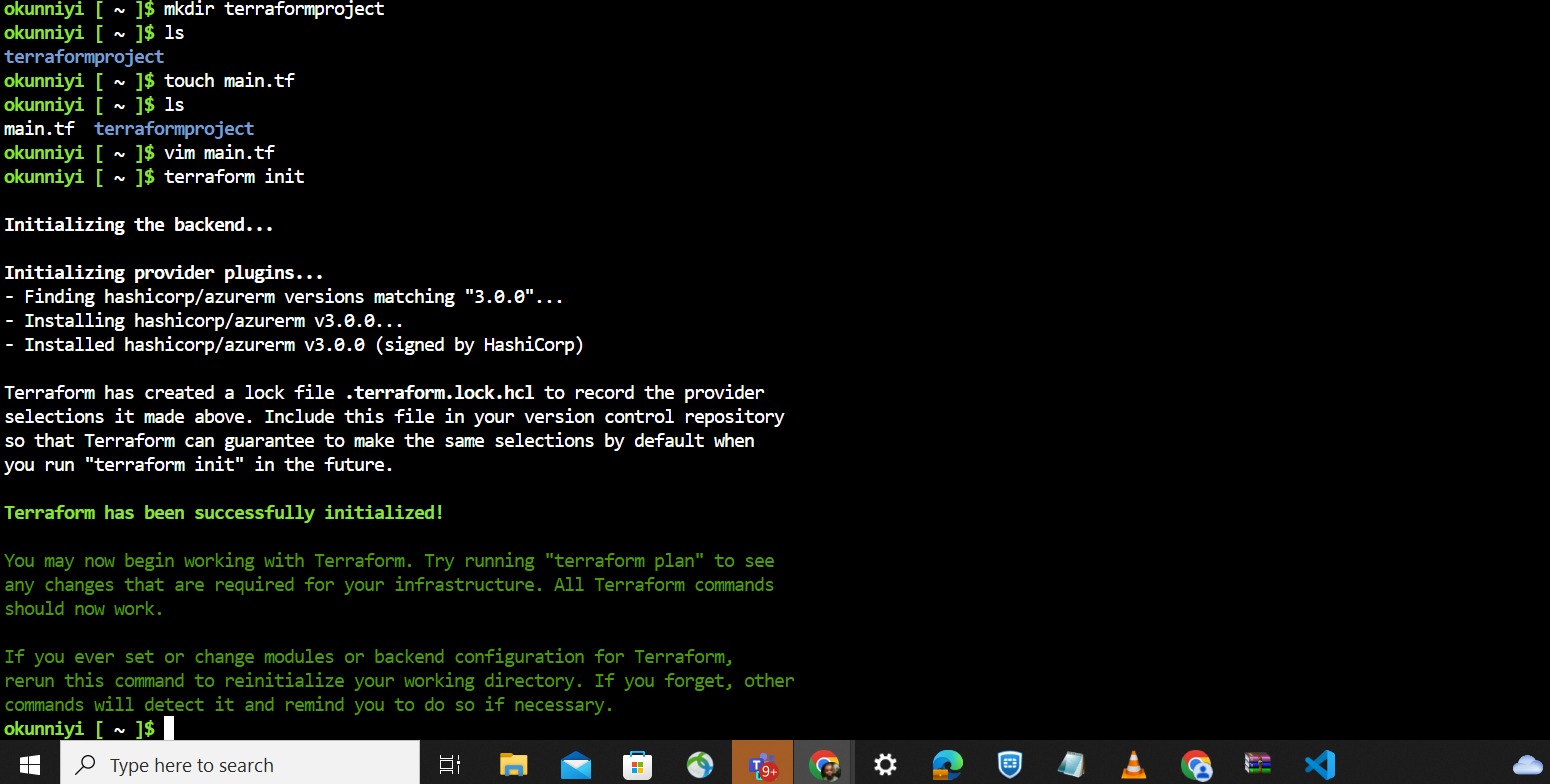 okunniyi [ ~ ]$ mkdir terraformproject
okunniyi [ ~ ]$ ls
terraformproject
okunniyi [ ~ ]$ touch main.tf
okunniyi [ ~ ]$ ls
main.tf  terraformproject
okunniyi [ ~ ]$ vim main.tf
okunniyi [ ~ ]$ terraform init
Initializing the backend...
Initializing provider plugins...
- Finding hashicorp/azurerm versions matching "3.0.0"...
- Installing hashicorp/azurerm v3.0.0...
- Installed hashicorp/azurerm v3.0.0 (signed by HashiCorp)
Terraform has created a lock file .terraform.lock.hcl to record the provider
selections it made above. Include this file in your version control repository
so that Terraform can guarantee to make the same selections by default when
you run "terraform init" in the future.
Terraform has been successfully initialized!
You may now begin working with Terraform. Try running "terraform plan" to see
any changes that are required for your infrastructure. All Terraform commands
should now work.
If you ever set or change modules or backend configuration for Terraform,
rerun this command to reinitialize your working directory. If you forget, other
commands will detect it and remind you to do so if necessary.
okunniyi [ ~ ]$
Type here to search
T 9+